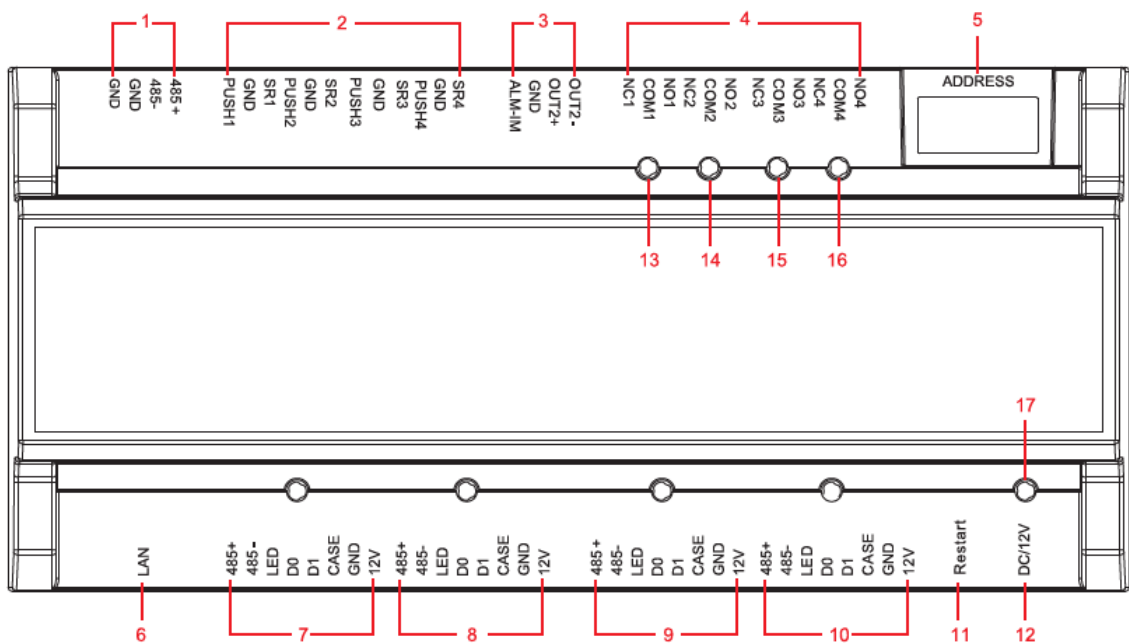 1
2
3
4
5
GND
GND
485-
485+
PUSH1
GND
SR1
PUSH2
GND
SR2
PUSH3
GND
SR3
PUSH4
GND
SR4
ALM-IM
GND
OUT2+
OUT2-
NC1
COM1
NO1
NC2
COM2
NO2
NC3
COM3
NO3
NC4
COM4
NO4
ADDRESS
13
14
15
16
17
LAN
485+
485-
LED
D0
D1
CASE
GND
12V
485+
485-
LED
D0
D1
CASE
GND
12V
485+
485-
LED
D0
D1
CASE
GND
12V
485+
485-
LED
D0
D1
CASE
GND
12V
Restart
DC/12V
6
7
8
9
10
11
12